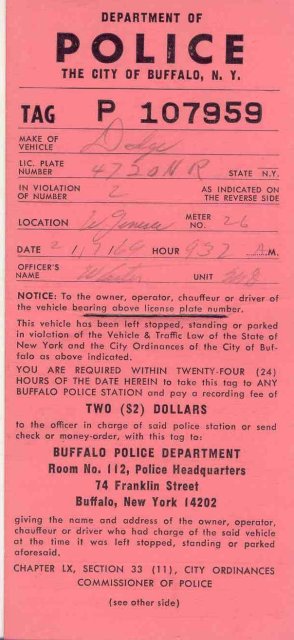 DEPARTMENT OF
POLICE
THE CITY OF BUFFALO, N. Y.
TAG P 107959
MAKE OF VEHICLE Dodge
LIC. PLATE NUMBER 4720NR STATE N.Y.
IN VIOLATION OF NUMBER 2 AS INDICATED ON THE REVERSE SIDE
LOCATION W Genesee METER NO. 26
DATE 2 HOUR 932 A.M.
OFFICER'S NAME UNIT
NOTICE: To the owner, operator, chauffeur or driver of
the vehicle bearing above license plate number.
This vehicle has been left stopped, standing or parked
in violation of the Vehicle & Traffic Law of the State of
New York and the City Ordinances of the City of Buf-
falo as above indicated.
YOU ARE REQUIRED WITHIN TWENTY-FOUR (24)
HOURS OF THE DATE HEREIN to take this tag to ANY
BUFFALO POLICE STATION and pay a recording fee of
TWO ($2) DOLLARS
to the officer in charge of said police station or send
check or money-order, with this tag to:
BUFFALO POLICE DEPARTMENT
Room No. 112, Police Headquarters
74 Franklin Street
Buffalo, New York 14202
giving the name and address of the owner, operator,
chauffeur or driver who had charge of the said vehicle
at the time it was left stopped, standing or parked
aforesaid.
CHAPTER LX, SECTION 33 (11), CITY ORDINANCES
COMMISSIONER OF POLICE
(see other side)